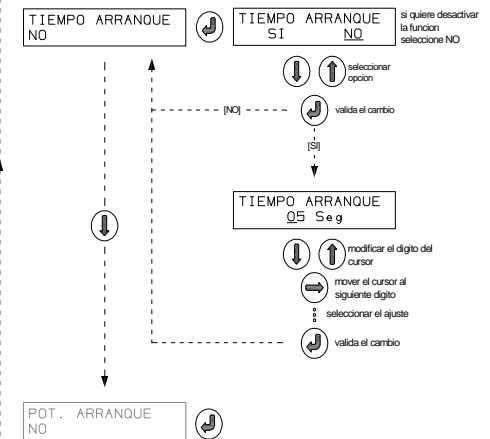 TIEMPO ARRANQUE
NO
TIEMPO ARRANQUE
SI NO
si quiere desactivar
la funcion
seleccione NO
seleccionar
opcion
[NO]
valida el cambio
[SI]
TIEMPO ARRANQUE
05 Seg
modificar el digito del
cursor
mover el cursor al
siguiente digito
seleccionar el ajuste
valida el cambio
POT. ARRANQUE
NO